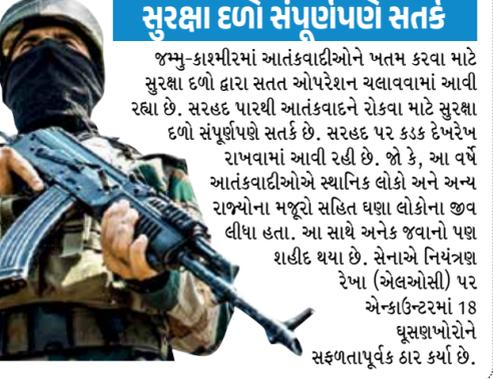 સુરક્ષા દળો સંપૂર્ણપણે સતર્ક
જમ્મુ-કાશ્મીરમાં આતંકવાદીઓને ખતમ કરવા માટે
સુરક્ષા દળો દ્વારા સતત ઓપરેશન ચલાવવામાં આવી
રહ્યા છે. સરહદ પારથી આતંકવાદને રોકવા માટે સુરક્ષા
દળો સંપૂર્ણપણે સતર્ક છે. સરહદ પર કડક દેખરેખ
રાખવામાં આવી રહી છે. જો કે, આ વર્ષે
આતંકવાદીઓએ સ્થાનિક લોકો અને અન્ય
રાજ્યોના મજૂરો સહિત ઘણા લોકોના જીવ
લીધા હતા. આ સાથે અનેક જવાનો પણ
શહીદ થયા છે. સેનાએ નિયંત્રણ
રેખા (એલઓસી) પર
એન્કાઉન્ટરમાં 18
ઘૂસણખોરોને
સફળતાપૂર્વક ઠાર કર્યા છે.